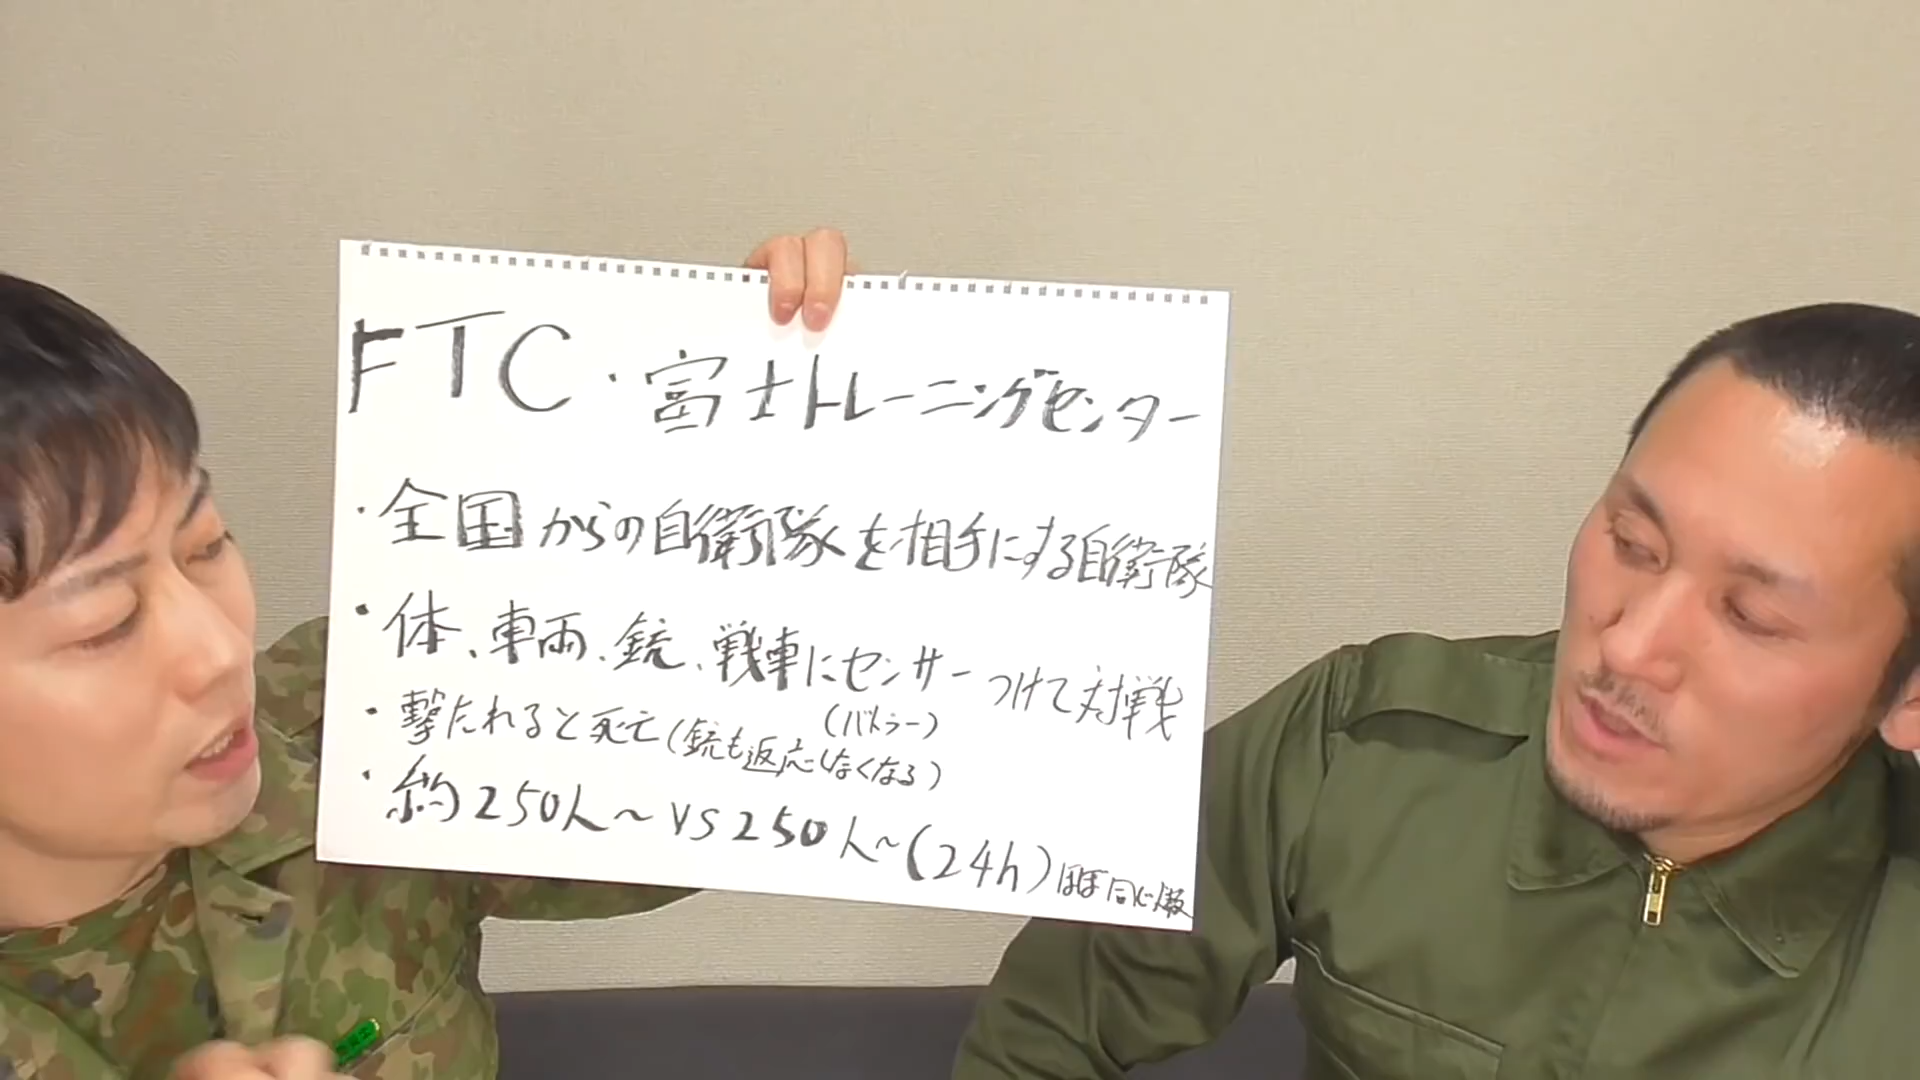 FTC・富士トレーニングセンター
・全国からの自衛隊を相手にする自衛隊
・体、車両、銃、戦車にセンサーつけて対戦
(バトラー)
・撃たれると死亡(銃も返応しなくなる)
・約250人〜VS250人〜(24h)ほぼ同じ人数